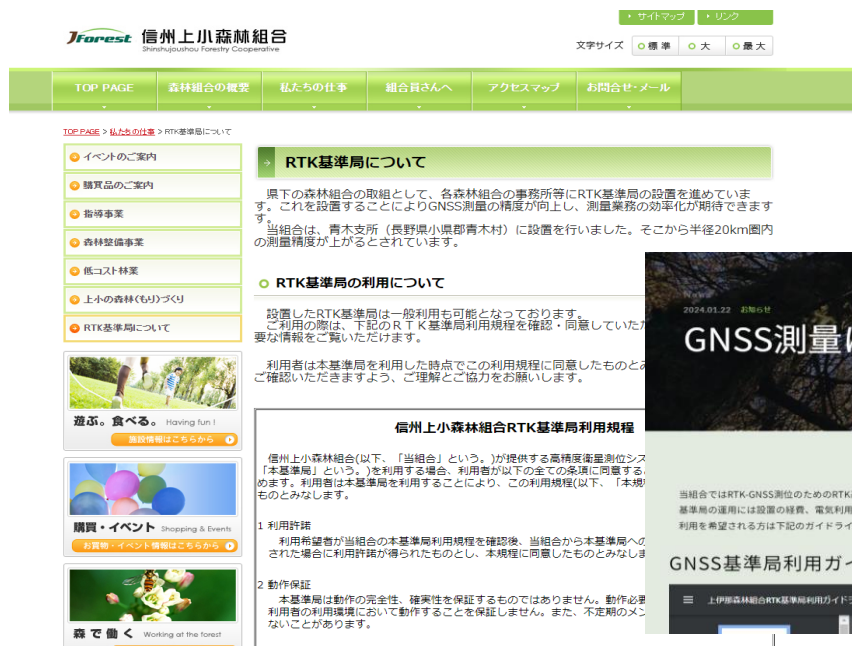 サイトマップ
リンク
JForest 信州上小森林組合
Shinshujoushou Forestry Cooperative
文字サイズ 標準 大 最大
TOP PAGE 森林組合の概要 私たちの仕事 組合員さんへ アクセスマップ お問合せ・メール
TOP PAGE > 私たちの仕事 > RTK基準局について
イベントのご案内
購買品のご案内
指導事業
森林整備事業
低コスト林業
上小の森林(もり)づくり
RTK基準局について
遊ぶ。食べる。 Having fun !
施設情報はこちらから
購買・イベント Shopping & Events
お買物・イベント情報はこちらから
森で働く Working at the forest
RTK基準局について
県下の森林組合の取組として、各森林組合の事務所等にRTK基準局の設置を進めていま
す。これを設置することによりGNSS測量の精度が向上し、測量業務の効率化が期待できます
す。
当組合は、青木支所（長野県小県郡青木村）に設置を行いました。そこから半径20km圏内
の測量精度が上がるとされています。
RTK基準局の利用について
設置したRTK基準局は一般利用も可能となっております。
ご利用の際は、下記のＲＴＫ基準局利用規程を確認・同意していただ
要な情報をご覧いただけます。
利用者は本基準局を利用した時点でこの利用規程に同意したものとみ
ご確認いただきますよう、ご理解とご協力をお願いします。
信州上小森林組合RTK基準局利用規程
信州上小森林組合(以下、「当組合」という。)が提供する高精度衛星測位シス
「本基準局」という。)を利用する場合、利用者が以下の全ての条項に同意する
めます。利用者は本基準局を利用することにより、この利用規程(以下、「本規
ものとみなします。
1 利用許諾
利用希望者が当組合の本基準局利用規程を確認後、当組合から本基準局への
された場合に利用許諾が得られたものとし、本規程に同意したものとみなしま
2 動作保証
本基準局は動作の完全性、確実性を保証するものではありません。動作必要
利用者の利用環境において動作することを保証しません。また、不定期のメン
ないことがあります。
News
2024.01.22 お知らせ
GNSS測量
当組合ではRTK-GNSS測位のためのRTK
基準局の運用には設置の経費、電気利用
利用を希望される方は下記のガイドライ
GNSS基準局利用ガイ
上伊那森林組合RTK基準局利用ガイドラ